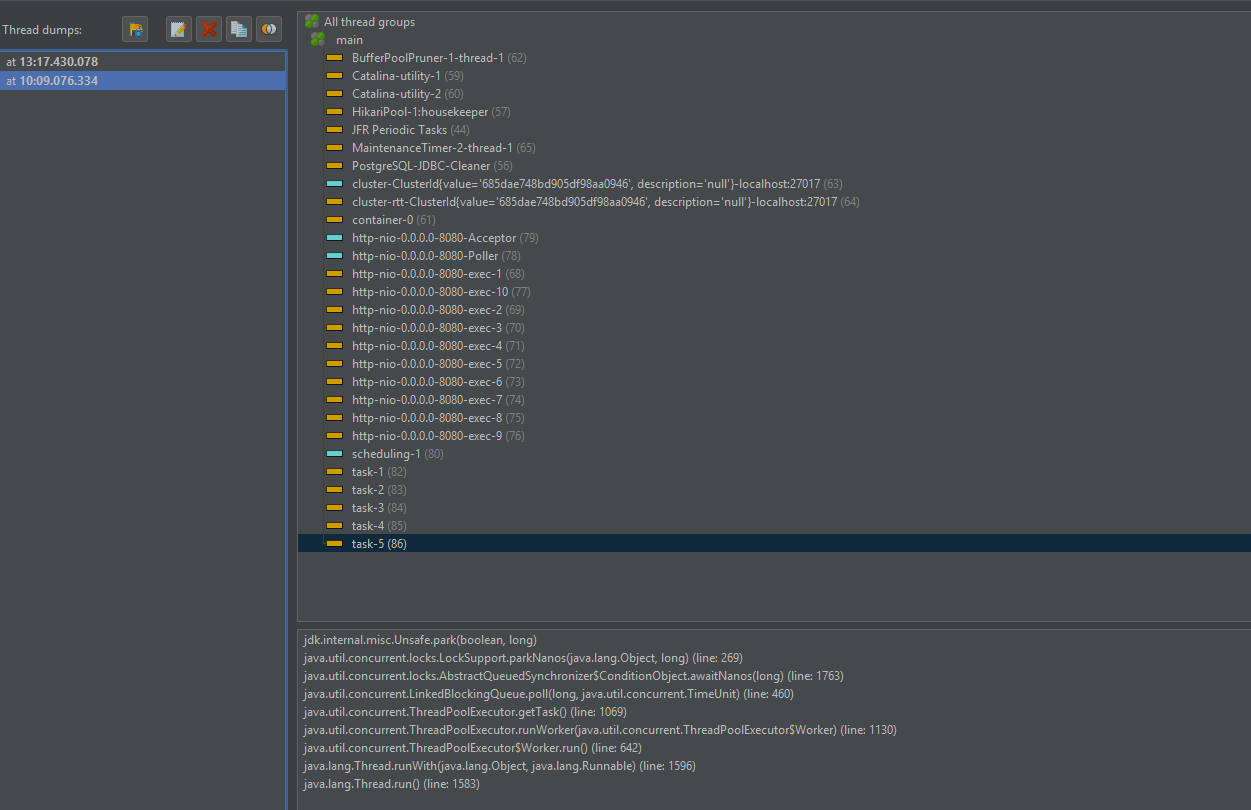 Thread dumps:
at 13:17.430.078
at 10:09.076.334
All thread groups
main
BufferPoolPruner-1-thread-1 (62)
Catalina-utility-1 (59)
Catalina-utility-2 (60)
HikariPool-1:housekeeper (57)
JFR Periodic Tasks (44)
MaintenanceTimer-2-thread-1 (65)
PostgreSQL-JDBC-Cleaner (56)
cluster-ClusterId{value='685dae748bd905df98aa0946', description='null'}-localhost:27017 (63)
cluster-rtt-ClusterId{value='685dae748bd905df98aa0946', description='null'}-localhost:27017 (64)
container-0 (61)
http-nio-0.0.0.0-8080-Acceptor (79)
http-nio-0.0.0.0-8080-Poller (78)
http-nio-0.0.0.0-8080-exec-1 (68)
http-nio-0.0.0.0-8080-exec-10 (77)
http-nio-0.0.0.0-8080-exec-2 (69)
http-nio-0.0.0.0-8080-exec-3 (70)
http-nio-0.0.0.0-8080-exec-4 (71)
http-nio-0.0.0.0-8080-exec-5 (72)
http-nio-0.0.0.0-8080-exec-6 (73)
http-nio-0.0.0.0-8080-exec-7 (74)
http-nio-0.0.0.0-8080-exec-8 (75)
http-nio-0.0.0.0-8080-exec-9 (76)
scheduling-1 (80)
task-1 (82)
task-2 (83)
task-3 (84)
task-4 (85)
task-5 (86)
jdk.internal.misc.Unsafe.park(boolean, long)
java.util.concurrent.locks.LockSupport.parkNanos(java.lang.Object, long) (line: 269)
java.util.concurrent.locks.AbstractQueuedSynchronizer$ConditionObject.awaitNanos(long) (line: 1763)
java.util.concurrent.LinkedBlockingQueue.poll(long, java.util.concurrent.TimeUnit) (line: 460)
java.util.concurrent.ThreadPoolExecutor.getTask() (line: 1069)
java.util.concurrent.ThreadPoolExecutor.runWorker(java.util.concurrent.ThreadPoolExecutor$Worker) (line: 1130)
java.util.concurrent.ThreadPoolExecutor$Worker.run() (line: 642)
java.lang.Thread.runWith(java.lang.Object, java.lang.Runnable) (line: 1596)
java.lang.Thread.run() (line: 1583)